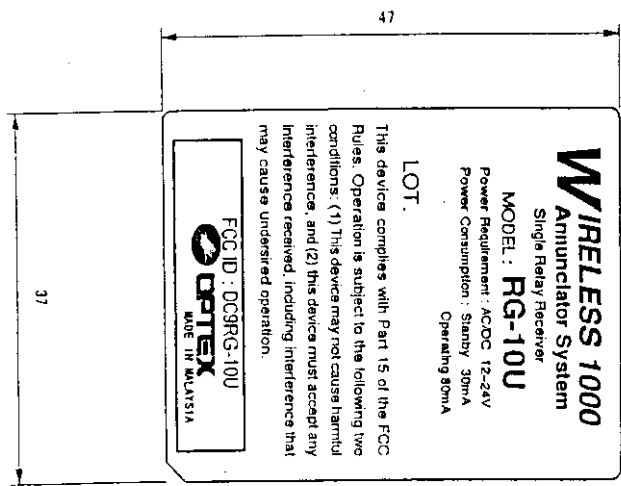 47
37
WIRELESS 1000
Annunciator System
Single Relay Receiver
MODEL : RG-10U
Power Requirement : AC/DC 12-24V
Power Consumption : Stanby 30mA
Operating 80mA
LOT.
This device complies with Part 15 of the FCC
Rules. Operation is subject to the following two
conditions: (1) This device may not cause harmful
interference, and (2) this device must accept any
interference received, including interference that
may cause undersired operation.
FCC ID : DC9RG-10U
OPTEX
MADE IN MALAYSIA